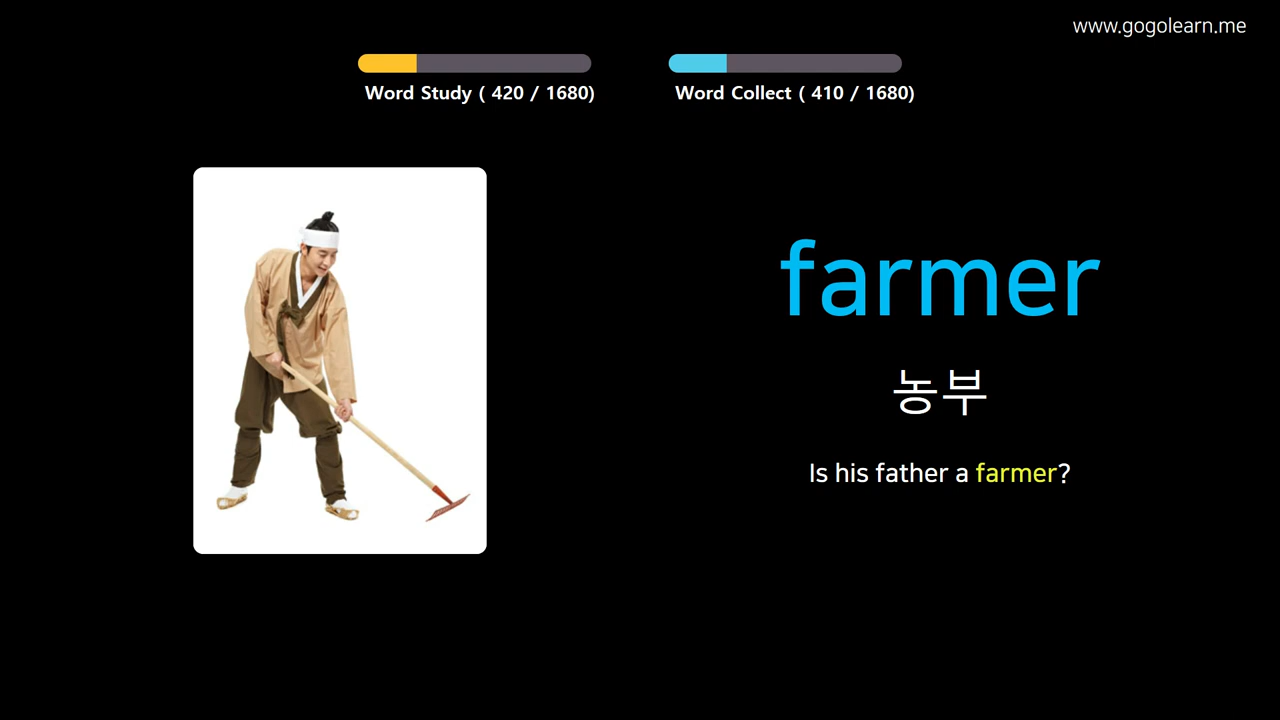 www.gogolearn.me
Word Study ( 420 / 1680)
Word Collect ( 410 / 1680)
farmer
농부
Is his father a farmer?